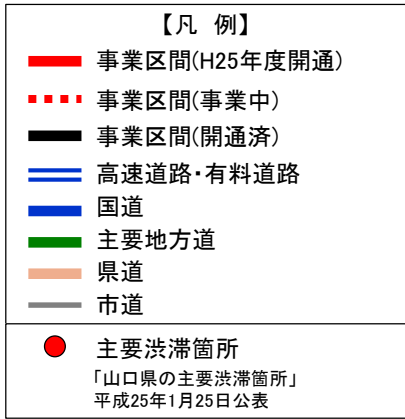 【凡 例】
事業区間(H25年度開通)
事業区間(事業中)
事業区間(開通済)
高速道路・有料道路
国道
主要地方道
県道
市道
主要渋滞箇所
「山口県の主要渋滞箇所」
平成25年1月25日公表